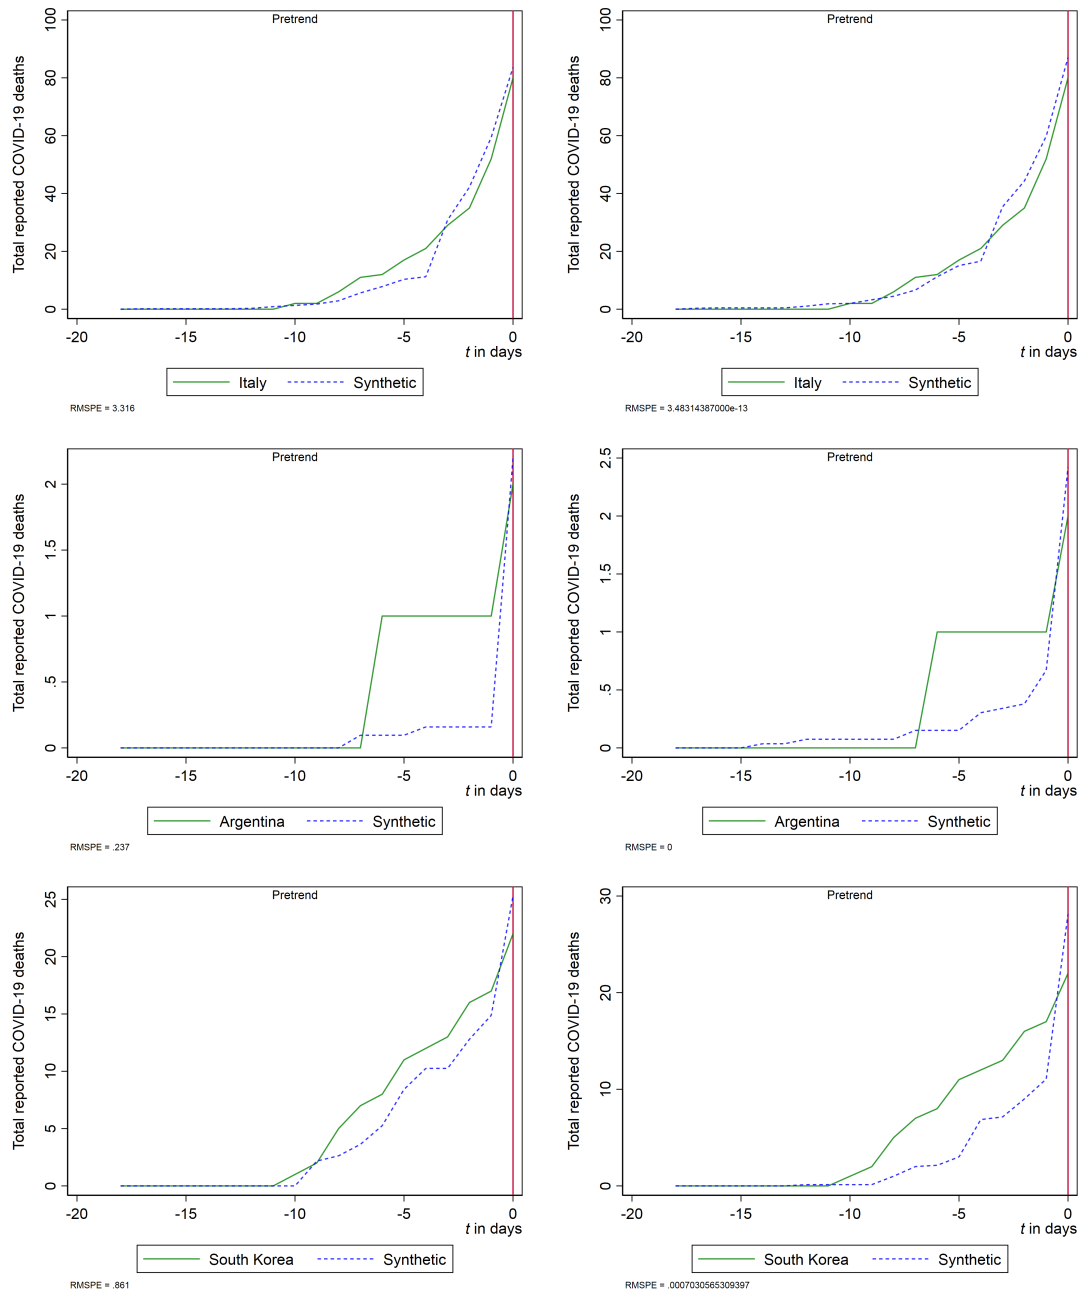 Pretrend
Total reported COVID-19 deaths
100
80
60
40
20
0
-20 -15 -10 -5 0
t in days
Italy Synthetic
RMSPE = 3.316
Pretrend
Total reported COVID-19 deaths
100
80
60
40
20
0
-20 -15 -10 -5 0
t in days
Italy Synthetic
RMSPE = 3.48314387000e-13
Pretrend
Total reported COVID-19 deaths
2
1.5
1
.5
0
-20 -15 -10 -5 0
t in days
Argentina Synthetic
RMSPE = .237
Pretrend
Total reported COVID-19 deaths
2.5
2
1.5
1
.5
0
-20 -15 -10 -5 0
t in days
Argentina Synthetic
RMSPE = 0
Pretrend
Total reported COVID-19 deaths
25
20
15
10
5
0
-20 -15 -10 -5 0
t in days
South Korea Synthetic
RMSPE = .861
Pretrend
Total reported COVID-19 deaths
30
20
10
0
-20 -15 -10 -5 0
t in days
South Korea Synthetic
RMSPE = .0007030565309397